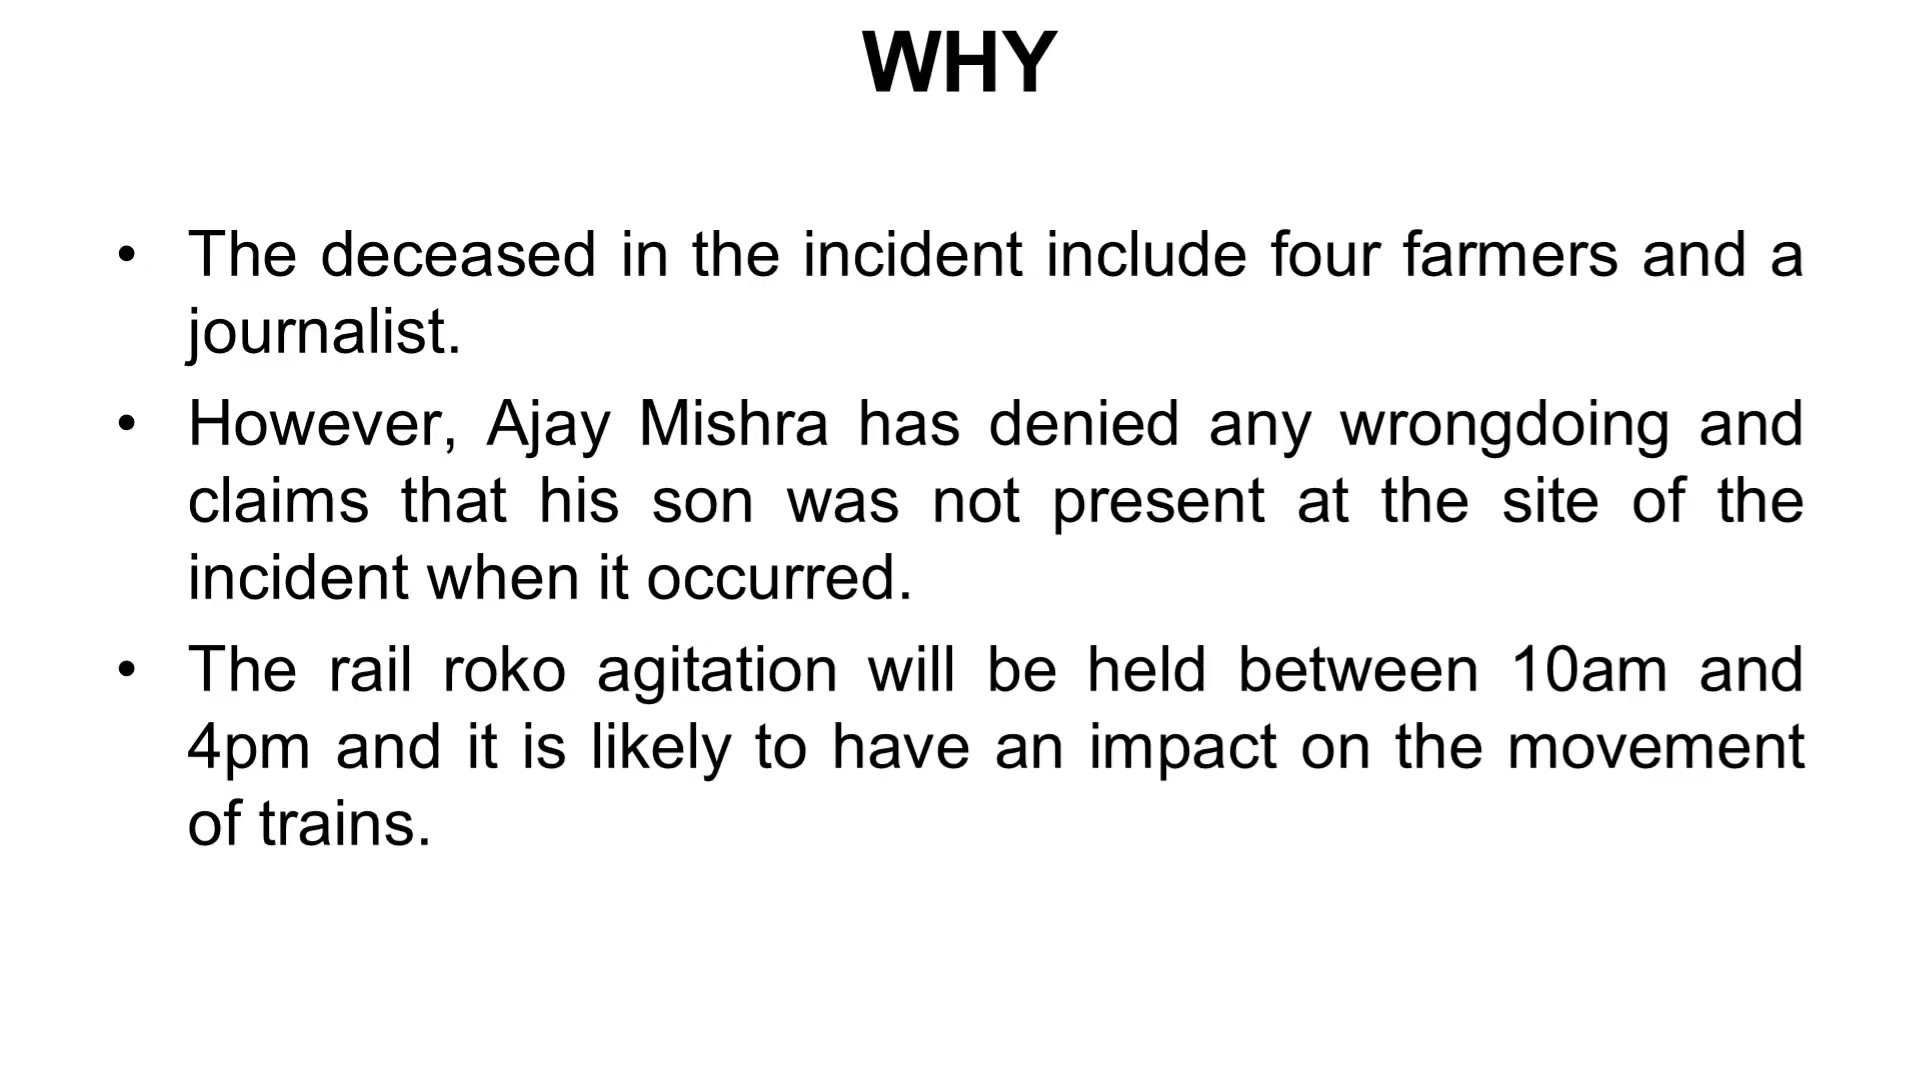 WHY
• The deceased in the incident include four farmers and a
journalist.
• However, Ajay Mishra has denied any wrongdoing and
claims that his son was not present at the site of the
incident when it occurred.
• The rail roko agitation will be held between 10am and
4pm and it is likely to have an impact on the movement
of trains.